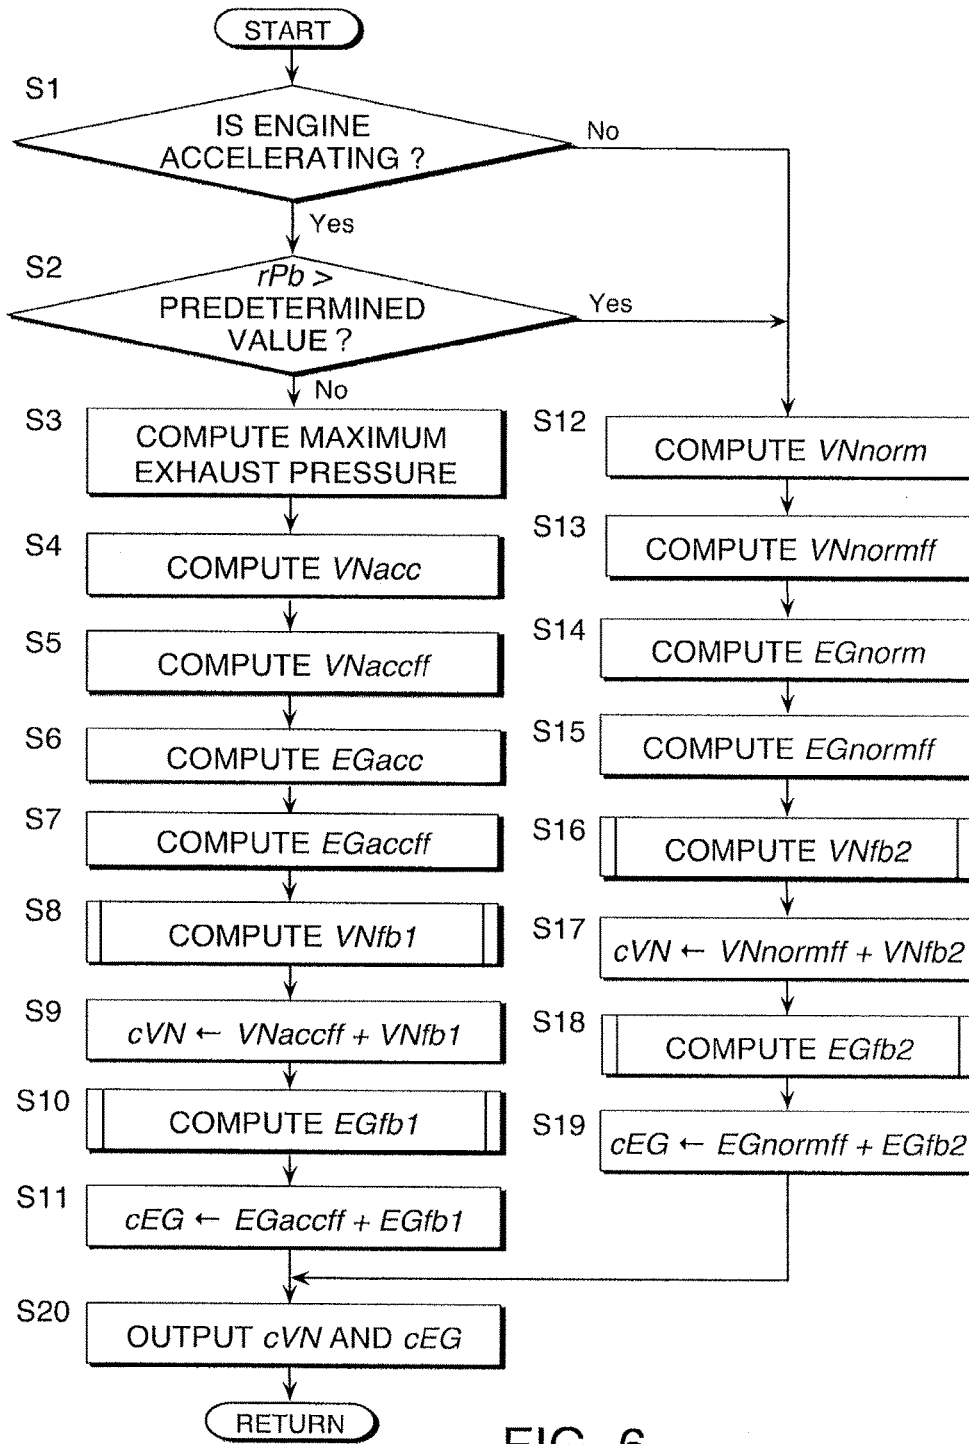 START
S1
IS ENGINE
ACCELERATING ?
No
Yes
S2
rPb >
PREDETERMINED
VALUE ?
Yes
No
S3
COMPUTE MAXIMUM
EXHAUST PRESSURE
S4
COMPUTE VNacc
S5
COMPUTE VNaccff
S6
COMPUTE EGacc
S7
COMPUTE EGaccff
S8
COMPUTE VNfb1
S9
cVN ← VNaccff + VNfb1
S10
COMPUTE EGfb1
S11
cEG ← EGaccff + EGfb1
S12
COMPUTE VNnorm
S13
COMPUTE VNnormff
S14
COMPUTE EGnorm
S15
COMPUTE EGnormff
S16
COMPUTE VNfb2
S17
cVN ← VNnormff + VNfb2
S18
COMPUTE EGfb2
S19
cEG ← EGnormff + EGfb2
S20
OUTPUT cVN AND cEG
RETURN
FIG. 6